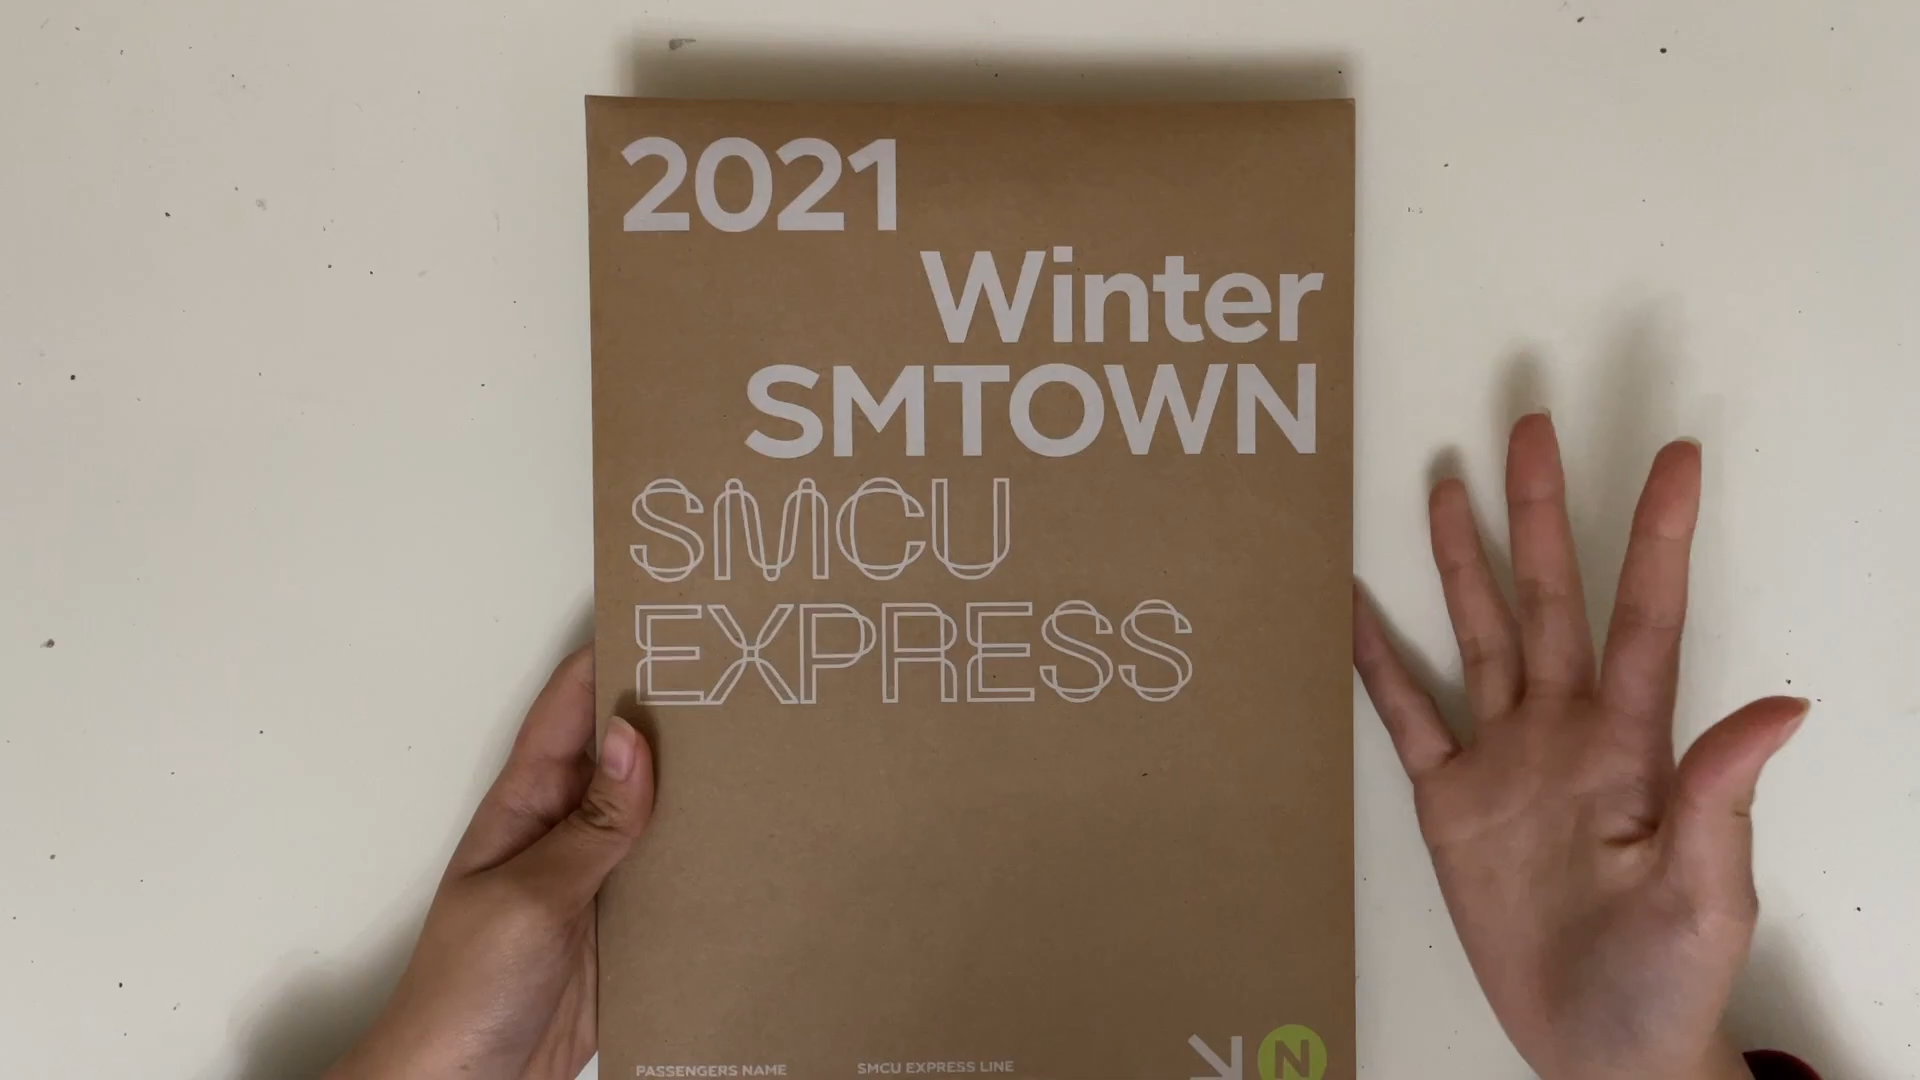 2021
Winter
SMTOWN
SMCU
EXPRESS
PASSENGERS NAME
SMCU EXPRESS LINE
N